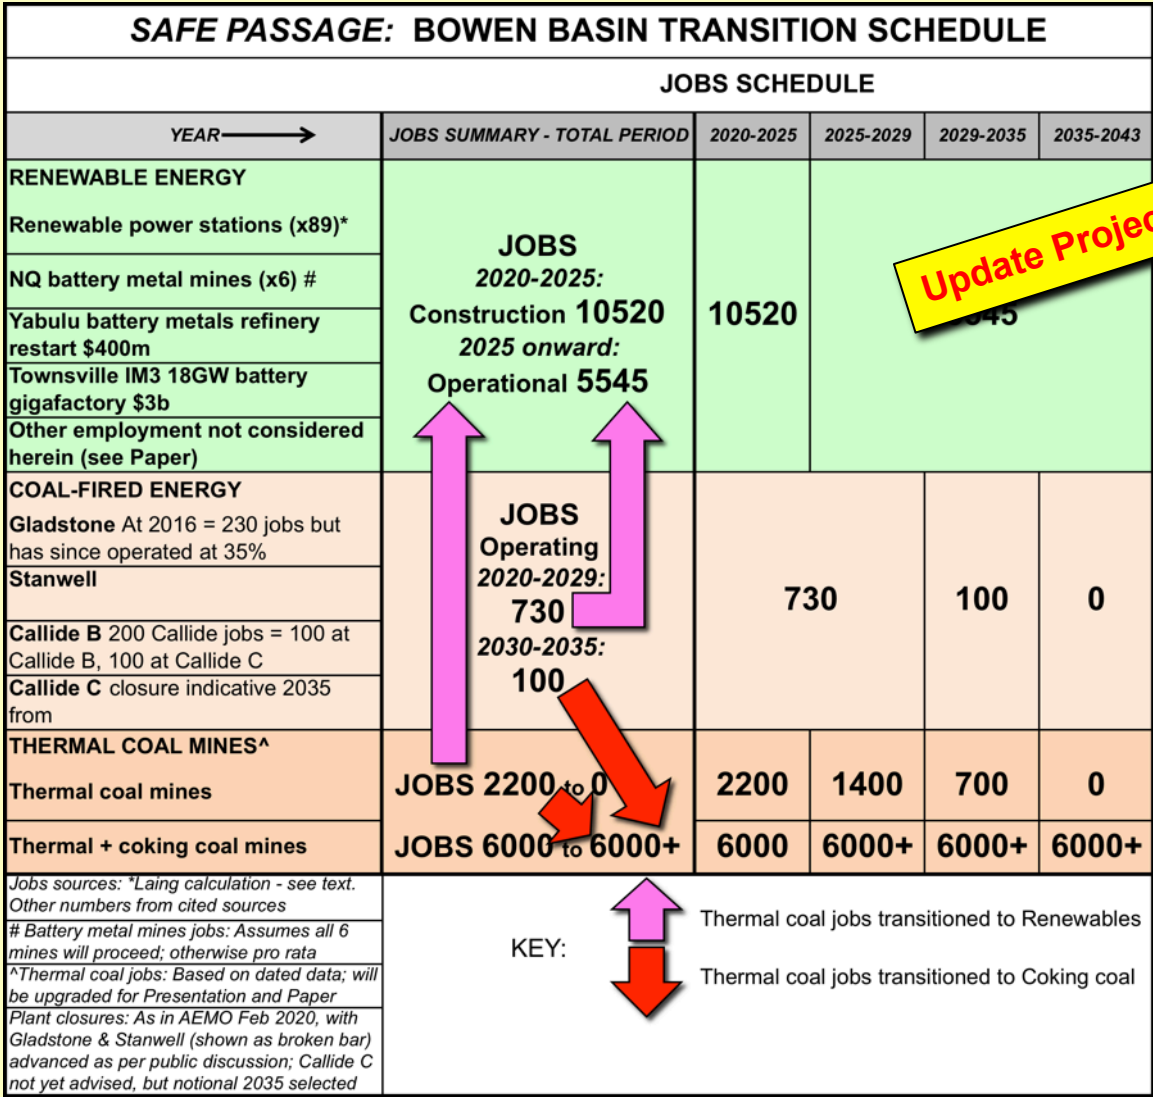 SAFE PASSAGE: BOWEN BASIN TRANSITION SCHEDULE
JOBS SCHEDULE
YEAR
JOBS SUMMARY - TOTAL PERIOD
2020-2025
2025-2029
2029-2035
2035-2043
RENEWABLE ENERGY
Renewable power stations (x89)*
NQ battery metal mines (x6) #
Yabulu battery metals refinery
restart $400m
Townsville IM3 18GW battery
gigafactory $3b
Other employment not considered
herein (see Paper)
JOBS
2020-2025:
Construction 10520
2025 onward:
Operational 5545
10520
Update
COAL-FIRED ENERGY
Gladstone At 2016 = 230 jobs but
has since operated at 35%
Stanwell
Callide B 200 Callide jobs = 100 at
Callide B, 100 at Callide C
Callide C closure indicative 2035
from
JOBS
Operating
2020-2029:
730
2030-2035:
100
730
100
0
THERMAL COAL MINES^
Thermal coal mines
JOBS 2200 to 0
2200
1400
700
0
Thermal + coking coal mines
JOBS 6000 to 6000+
6000
6000+
6000+
6000+
Jobs sources: *Laing calculation - see text.
Other numbers from cited sources
# Battery metal mines jobs: Assumes all 6
mines will proceed; otherwise pro rata
^Thermal coal jobs: Based on dated data; will
be upgraded for Presentation and Paper
Plant closures: As in AEMO Feb 2020, with
Gladstone & Stanwell (shown as broken bar)
advanced as per public discussion; Callide C
not yet advised, but notional 2035 selected
KEY:
Thermal coal jobs transitioned to Renewables
Thermal coal jobs transitioned to Coking coal